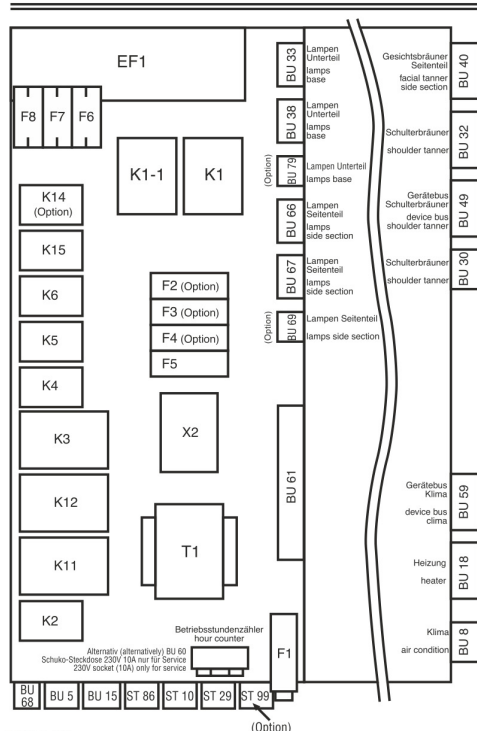 EF1
F8 F7 F6
K1-1 K1
K14
(Option)
K15
K6
K5
K4
K3
K12
K11
K2
F2 (Option)
F3 (Option)
F4 (Option)
F5
X2
T1
Betriebsstundenzähler
hour counter
Alternativ (alternatively) BU 60
Schuko-Steckdose 230V 10A nur für Service
230V socket (10A) only for service
F1
BU 68
BU 5
BU 15
ST 86
ST 10
ST 29
ST 99
(Option)
BU 33
Lampen
Unterteil
lamps
base
BU 38
Lampen
Unterteil
lamps
base
(Option)
BU 79
Lampen Unterteil
lamps base
BU 66
Lampen
Seitenteil
lamps
side section
BU 67
Lampen
Seitenteil
lamps
side section
(Option)
BU 69
Lampen Seitenteil
lamps side section
BU 61
Gesichtsbräuner
Seitenteil
facial tanner
side section
BU 40
Schulterbräuner
shoulder tanner
BU 32
Gerätebus
Schulterbräuner
device bus
shoulder tanner
BU 49
Schulterbräuner
shoulder tanner
BU 30
Gerätebus
Klima
device bus
clima
BU 59
Heizung
heater
BU 18
Klima
air condition
BU 8